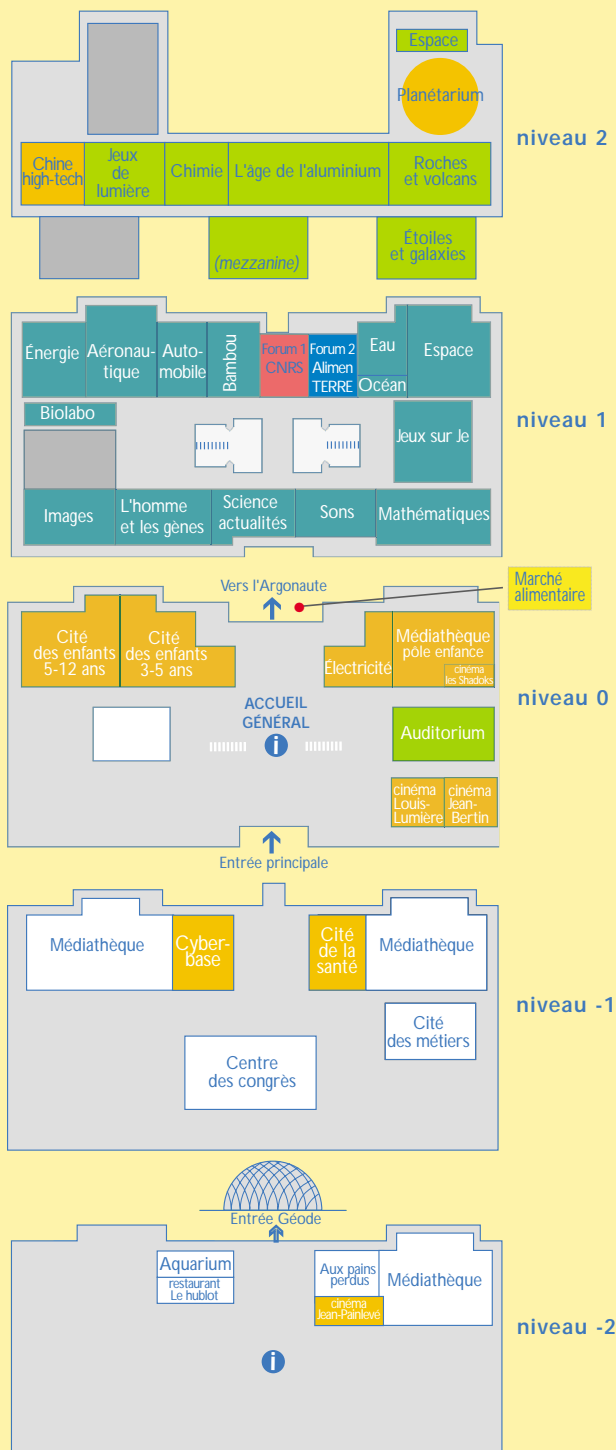 Espace
Planétarium
niveau 2
Chine
high-tech
Jeux
de
lumière
Chimie
L'âge de l'aluminium
Roches
et volcans
(mezzanine)
Étoiles
et galaxies
Énergie
Aéronau-
tique
Auto-
mobile
Bambou
Forum 1
CNRS
Forum 2
Alimen
TERRE
Eau
Océan
Espace
niveau 1
Biolabo
Jeux sur Je
Images
L'homme
et les gènes
Science
actualités
Sons
Mathématiques
Vers l'Argonaute
Marché
alimentaire
Cité
des enfants
5-12 ans
Cité
des enfants
3-5 ans
Électricité
Médiathèque
pôle enfance
cinéma
les Shadoks
niveau 0
ACCUEIL
GÉNÉRAL
i
Auditorium
cinéma
Louis-
Lumière
cinéma
Jean-
Bertin
Entrée principale
Médiathèque
Cyber-
base
Cité
de la
santé
Médiathèque
niveau -1
Cité
des métiers
Centre
des congrès
Entrée Géode
Aquarium
restaurant
Le hublot
Aux pains
perdus
cinéma
Jean-Painlevé
Médiathèque
niveau -2
i